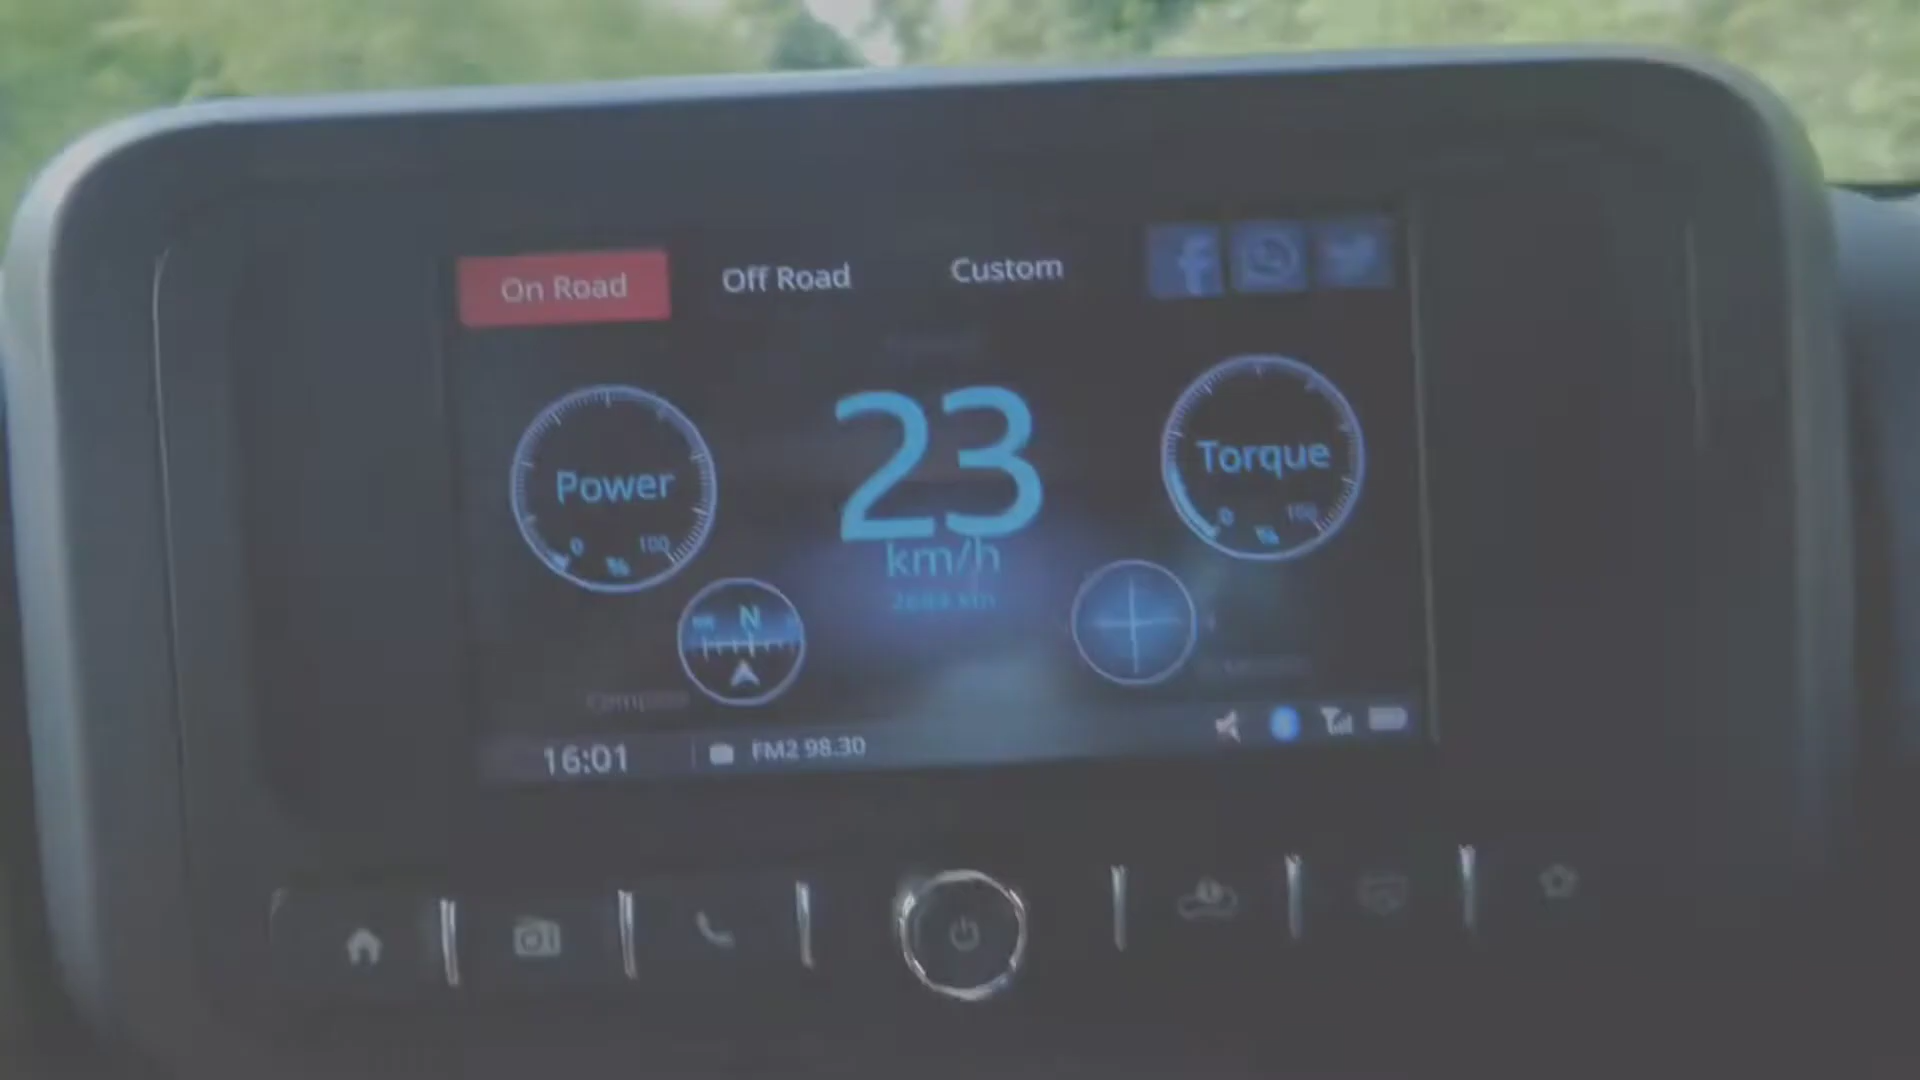 On Road Off Road Custom
23
Power
Torque
0 % 100
0 % 100
km/h
N
16:01 FM2 98.30